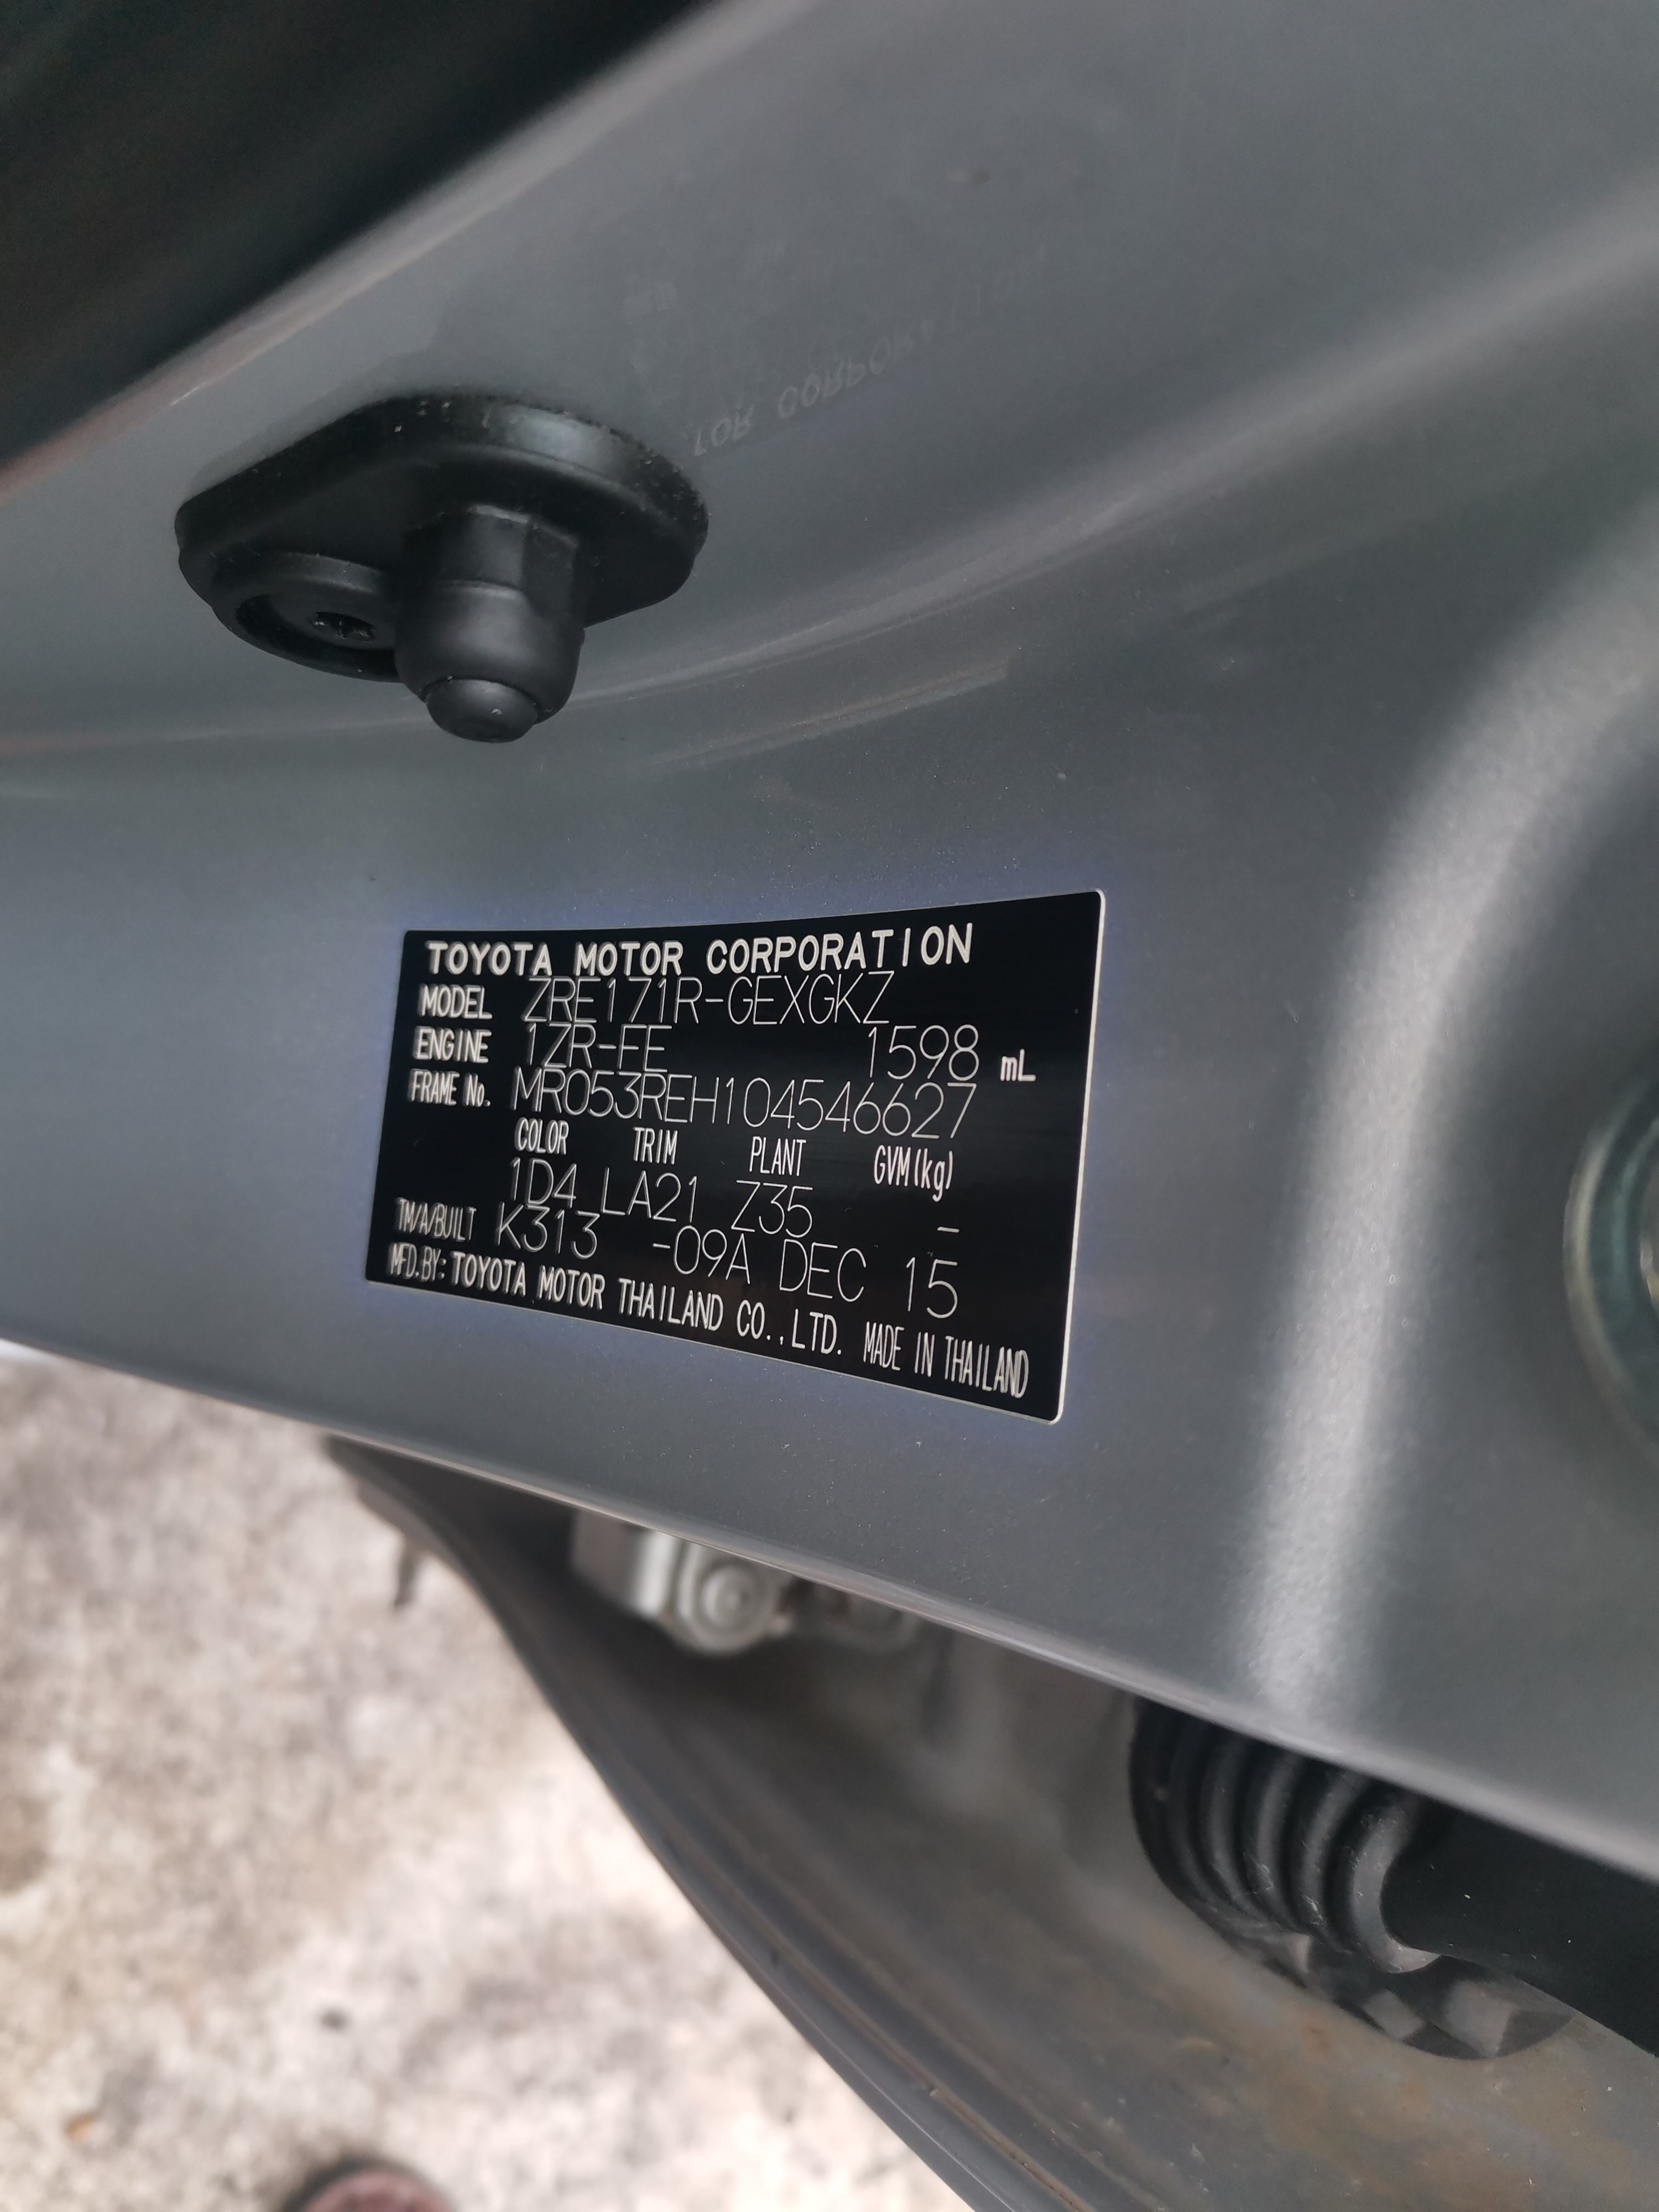 TOYOTA MOTOR CORPORATION
MODEL ZRE171R-GEXGKZ
ENGINE 1ZR-FE 1598 mL
FRAME No. MR053REH104546627
COLOR TRIM PLANT GVM(kg)
1D4 LA21 Z35 -
TM/A/BUILT K313 -09A DEC 15
MFD.BY: TOYOTA MOTOR THAILAND CO.,LTD. MADE IN THAILAND